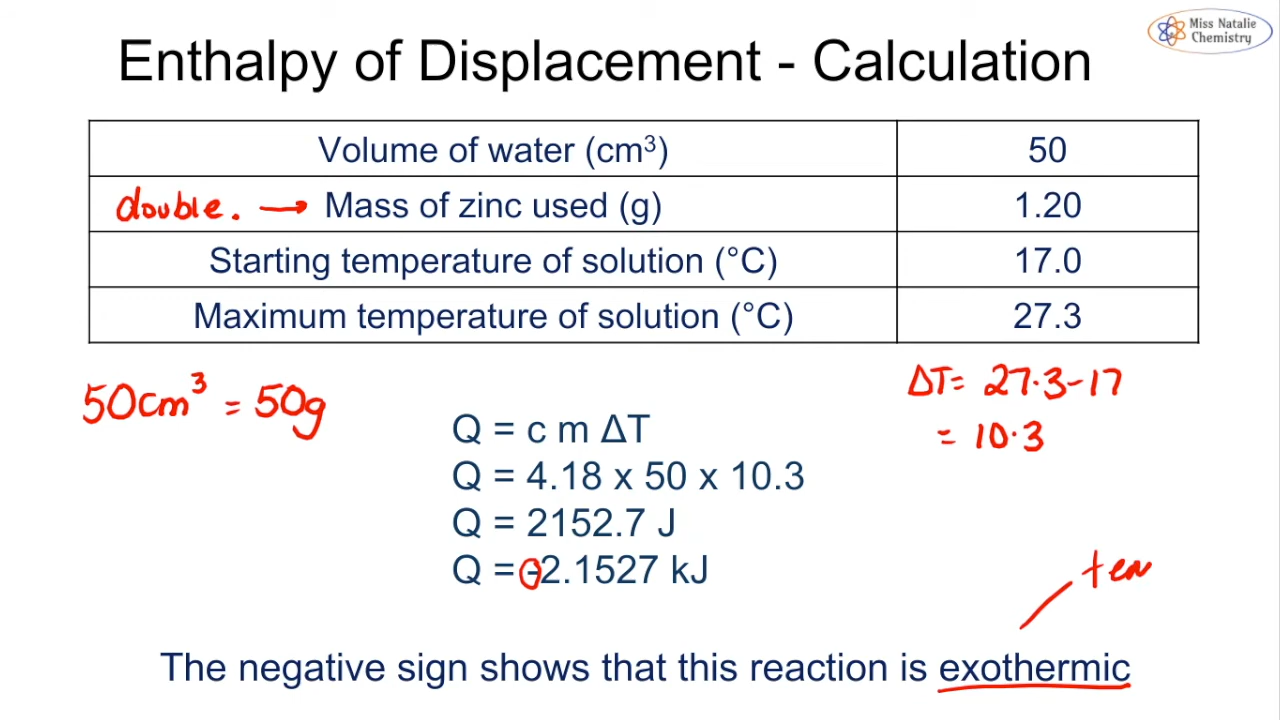 Miss Natalie
Chemistry
Enthalpy of Displacement - Calculation
Volume of water (cm³) 50
double. → Mass of zinc used (g) 1.20
Starting temperature of solution (°C) 17.0
Maximum temperature of solution (°C) 27.3
50cm³ = 50g
ΔT = 27.3-17
= 10.3
Q = c m ΔT
Q = 4.18 x 50 x 10.3
Q = 2152.7 J
Q = -2.1527 kJ
The negative sign shows that this reaction is exothermic